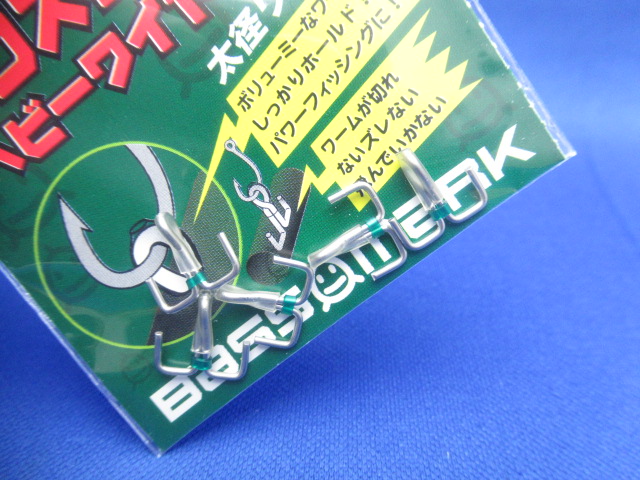 ビーワイ
太径
ボリューミーなワ
しっかりホールド!
パワーフィッシングに!
ワームが切れ
ないズレない
んでいかない
BASS MERK